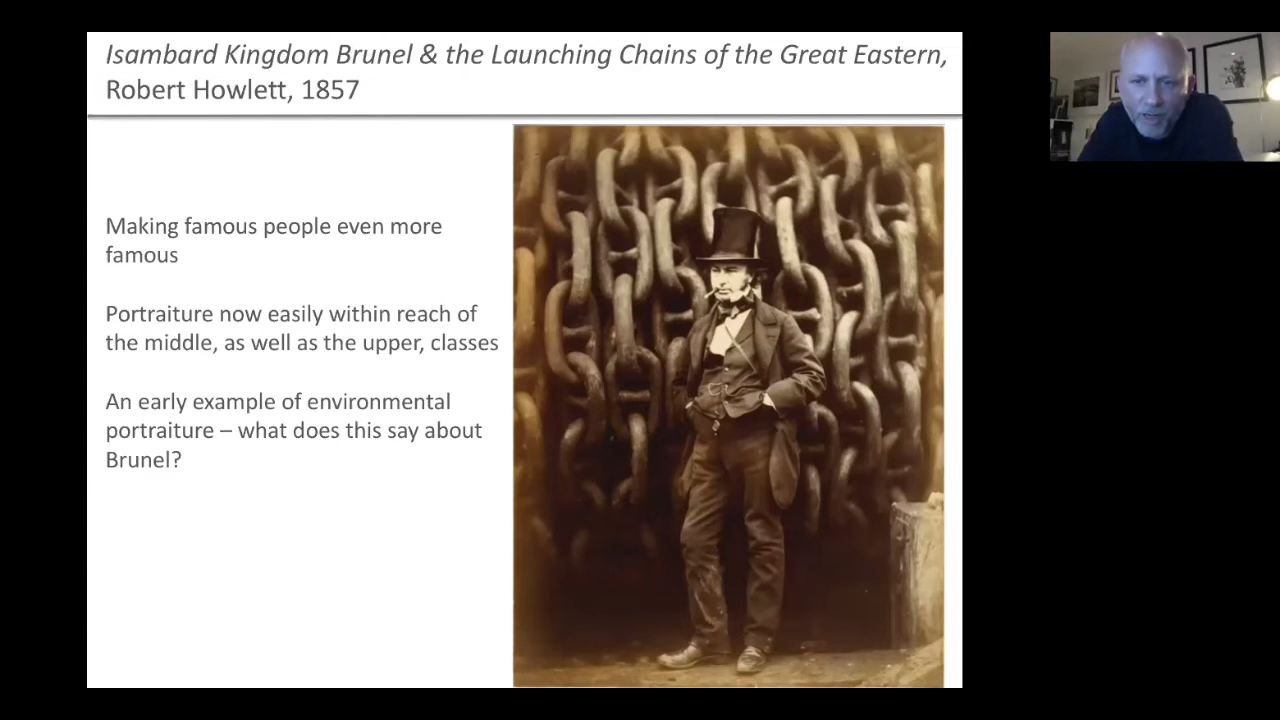 Isambard Kingdom Brunel & the Launching Chains of the Great Eastern,
Robert Howlett, 1857
Making famous people even more
famous
Portraiture now easily within reach of
the middle, as well as the upper, classes
An early example of environmental
portraiture – what does this say about
Brunel?